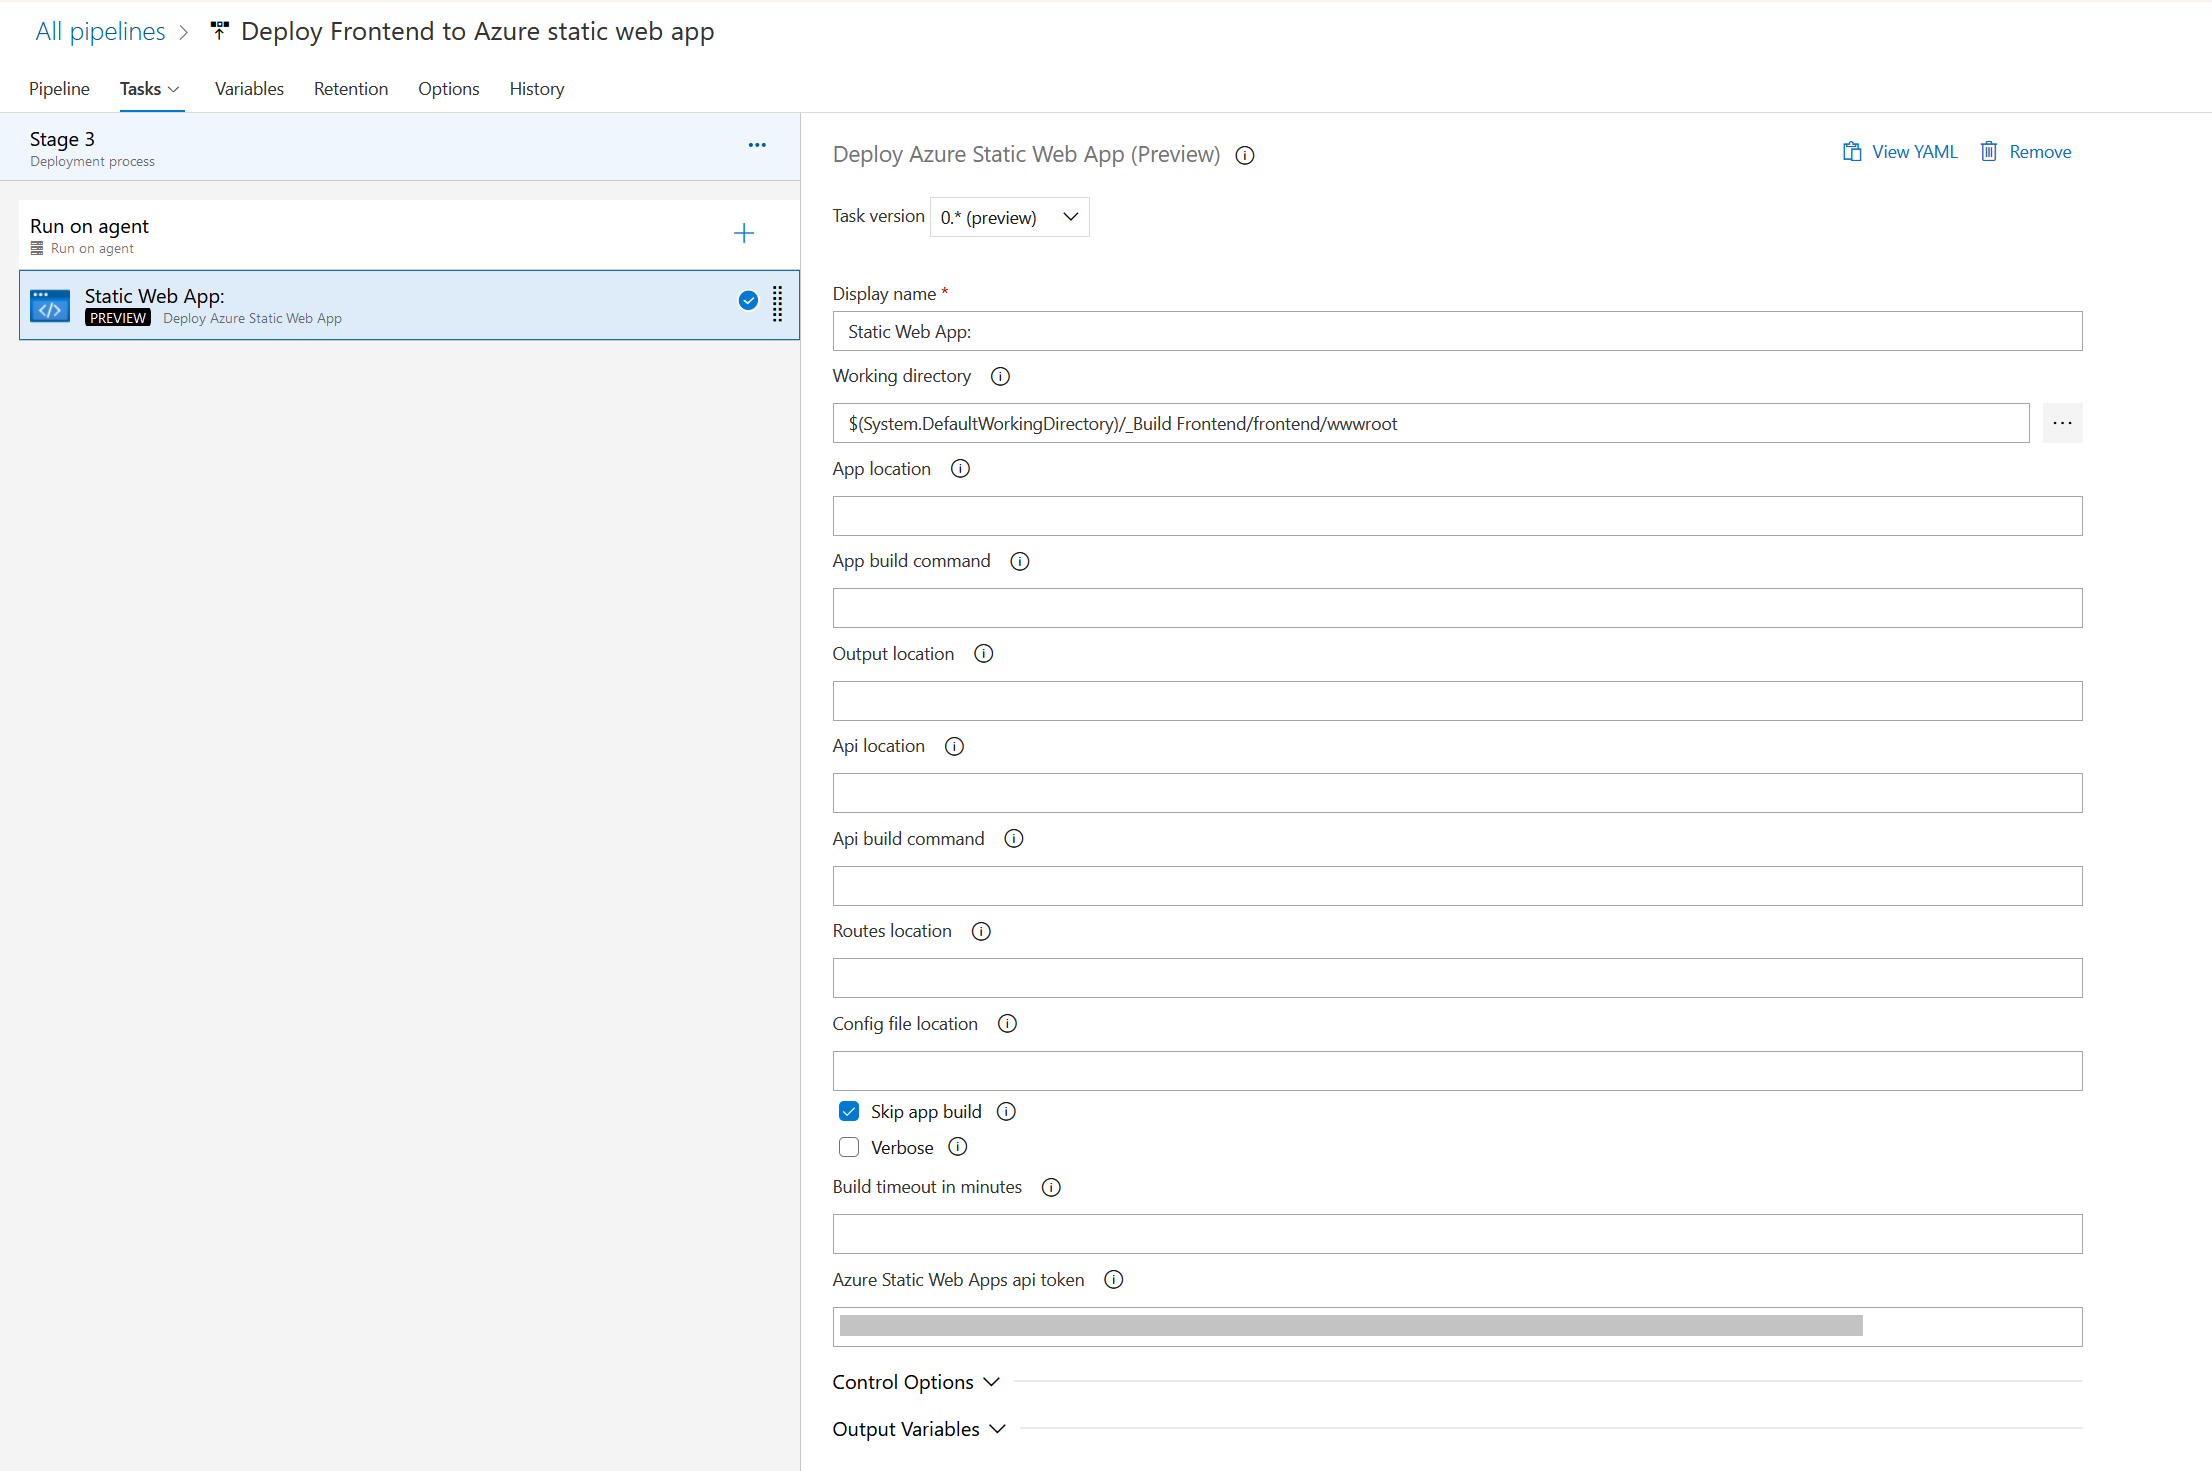 All pipelines > Deploy Frontend to Azure static web app
Pipeline Tasks Variables Retention Options History
Stage 3
Deployment process
Run on agent
Run on agent
Static Web App:
PREVIEW Deploy Azure Static Web App
Deploy Azure Static Web App (Preview)
View YAML Remove
Task version 0.* (preview)
Display name *
Static Web App:
Working directory
$(System.DefaultWorkingDirectory)/_Build Frontend/frontend/wwwroot
App location
App build command
Output location
Api location
Api build command
Routes location
Config file location
Skip app build
Verbose
Build timeout in minutes
Azure Static Web Apps api token
Control Options
Output Variables